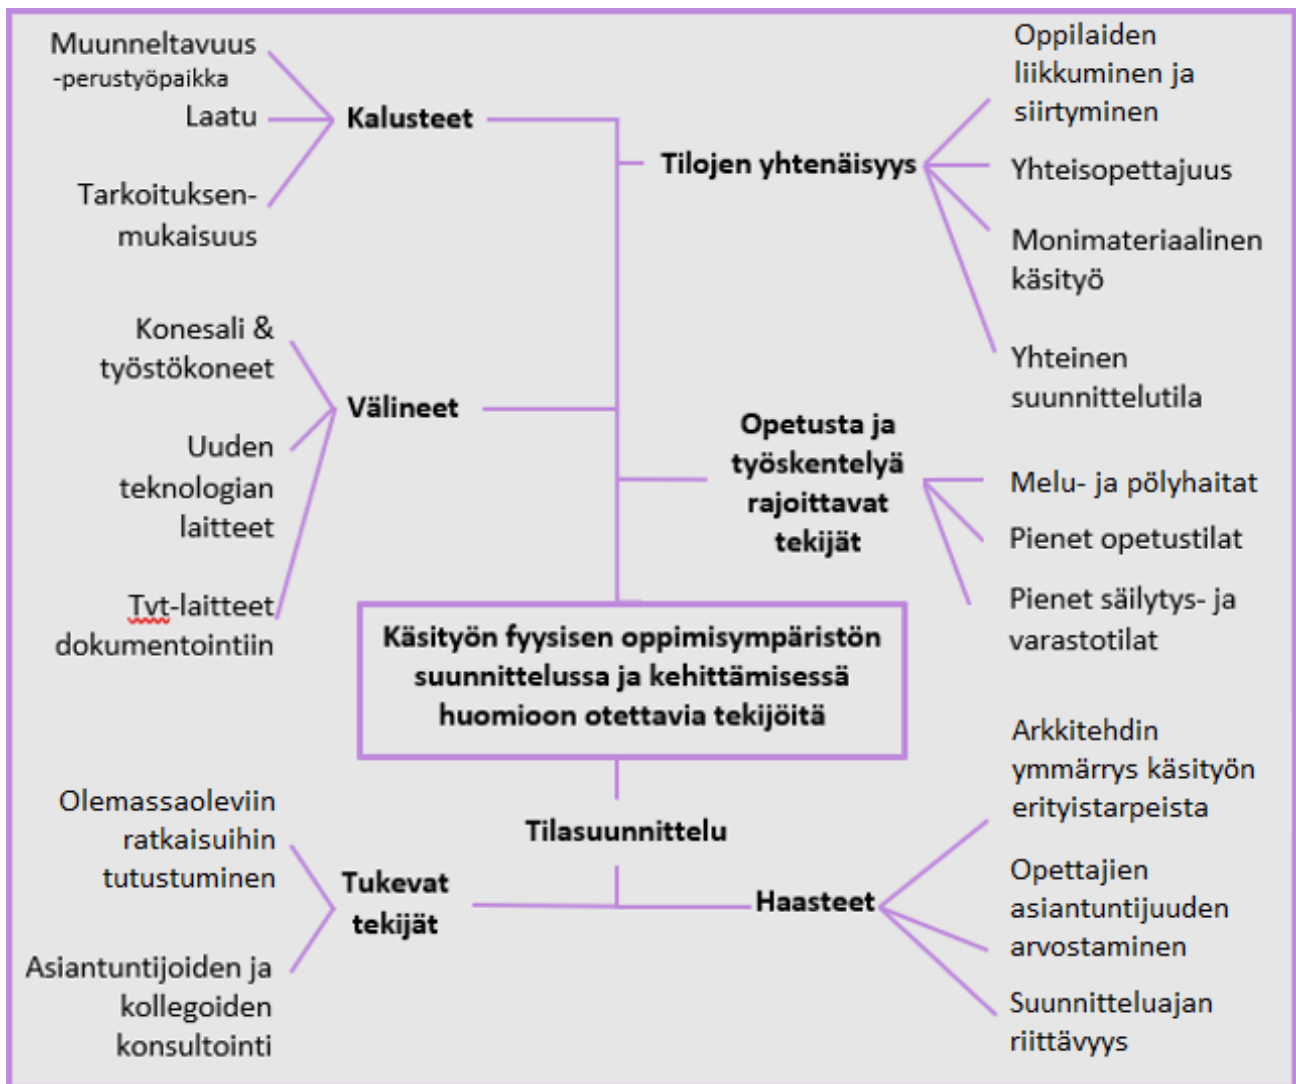 Muunneltavuus
-perustyöpaikka
Laatu
Tarkoituksen-
mukaisuus
Kalusteet
Konesali &
työstökoneet
Uuden
teknologian
laitteet
Tvt-laitteet
dokumentointiin
Välineet
Tilojen yhtenäisyys
Oppilaiden
liikkuminen ja
siirtyminen
Yhteisopettajuus
Monimateriaalinen
käsityö
Yhteinen
suunnittelutila
Opetusta ja
työskentelyä
rajoittavat
tekijät
Melu- ja pölyhaitat
Pienet opetustilat
Pienet säilytys- ja
varastotilat
Käsityön fyysisen oppimisympäristön
suunnittelussa ja kehittämisessä
huomioon otettavia tekijöitä
Tilasuunnittelu
Olemassaoleviin
ratkaisuihin
tutustuminen
Asiantuntijoiden ja
kollegoiden
konsultointi
Tukevat
tekijät
Haasteet
Arkkitehdin
ymmärrys käsityön
erityistarpeista
Opettajien
asiantuntijuuden
arvostaminen
Suunnitteluajan
riittävyys